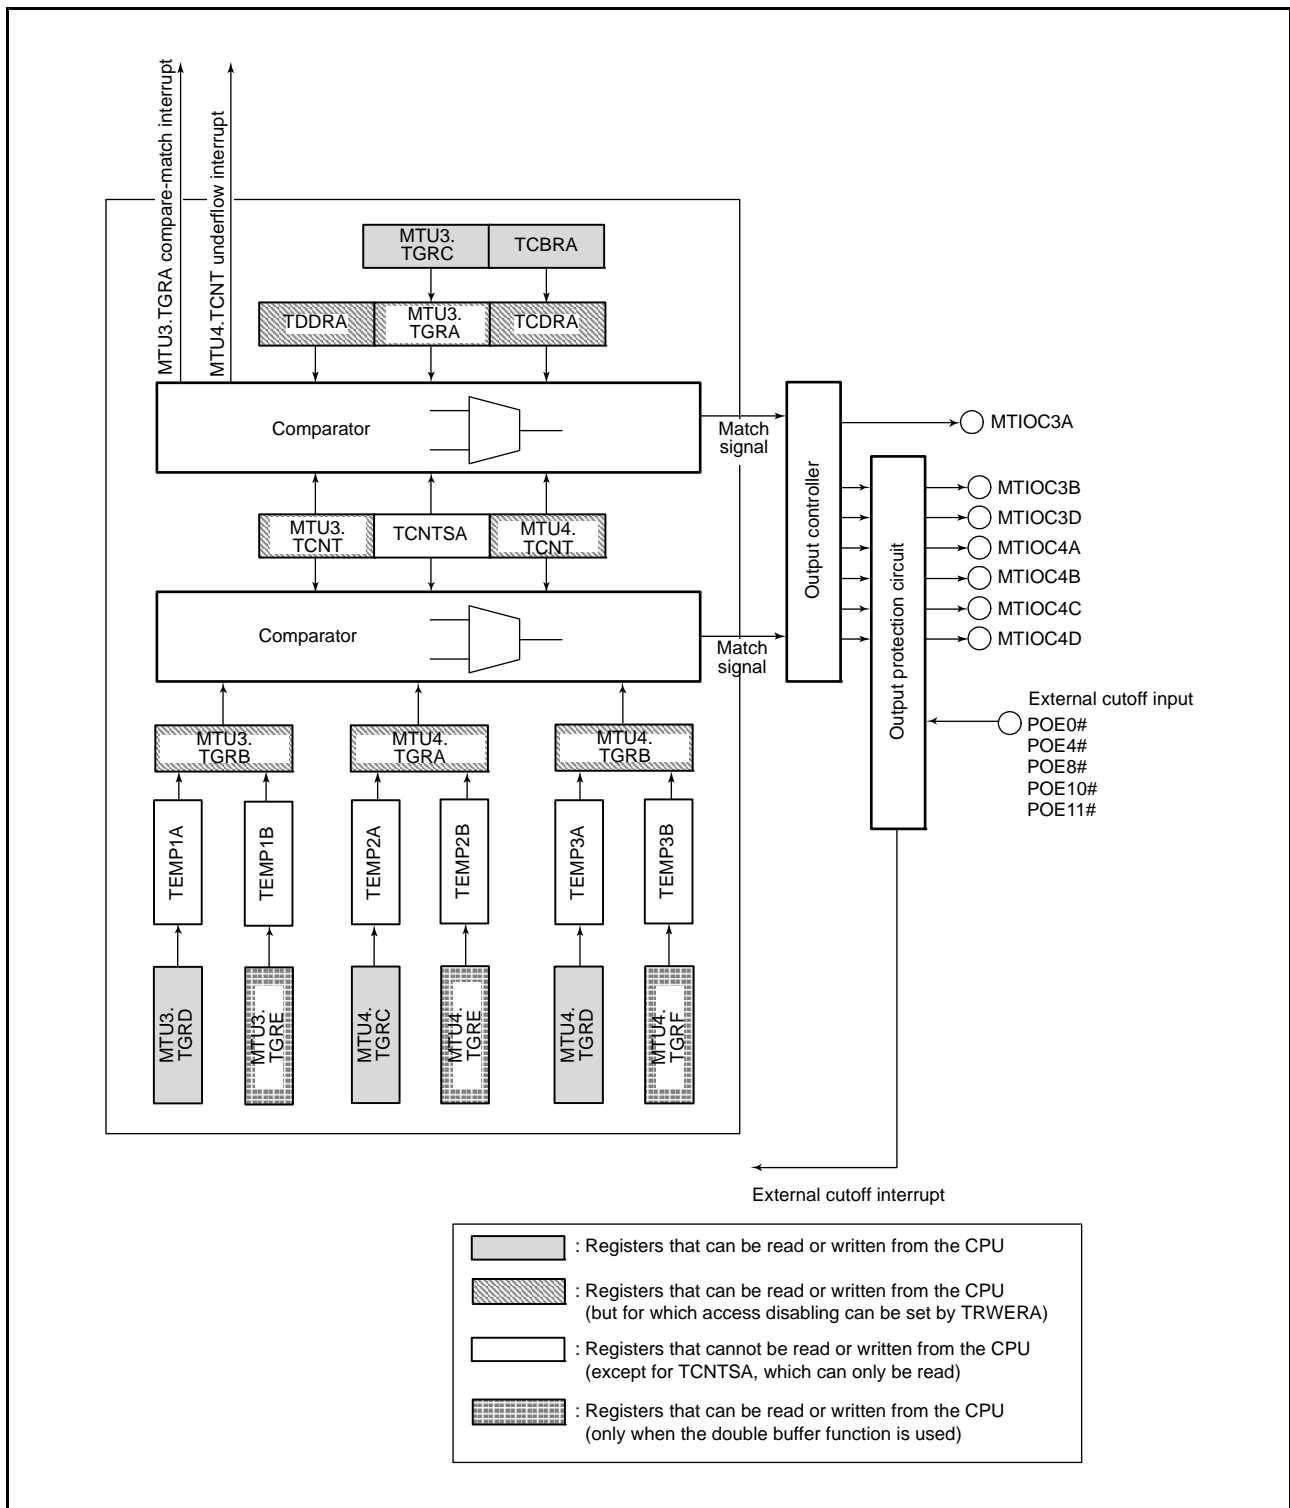 MTU3.TGRA compare-match interrupt
MTU4.TCNT underflow interrupt
MTU3.
TGRC
TCBRA
TDDRA
MTU3.
TGRA
TCDRA
Comparator
Match
signal
MTU3.
TCNT
TCNTSA
MTU4.
TCNT
Comparator
Match
signal
Output controller
Output protection circuit
MTIOC3A
MTIOC3B
MTIOC3D
MTIOC4A
MTIOC4B
MTIOC4C
MTIOC4D
External cutoff input
POE0#
POE4#
POE8#
POE10#
POE11#
MTU3.
TGRB
MTU4.
TGRA
MTU4.
TGRB
TEMP1A
TEMP1B
TEMP2A
TEMP2B
TEMP3A
TEMP3B
MTU3.
TGRD
MTU3.
TGRE
MTU4.
TGRC
MTU4.
TGRE
MTU4.
TGRD
MTU4.
TGRF
External cutoff interrupt
: Registers that can be read or written from the CPU
: Registers that can be read or written from the CPU
(but for which access disabling can be set by TRWERA)
: Registers that cannot be read or written from the CPU
(except for TCNTSA, which can only be read)
: Registers that can be read or written from the CPU
(only when the double buffer function is used)